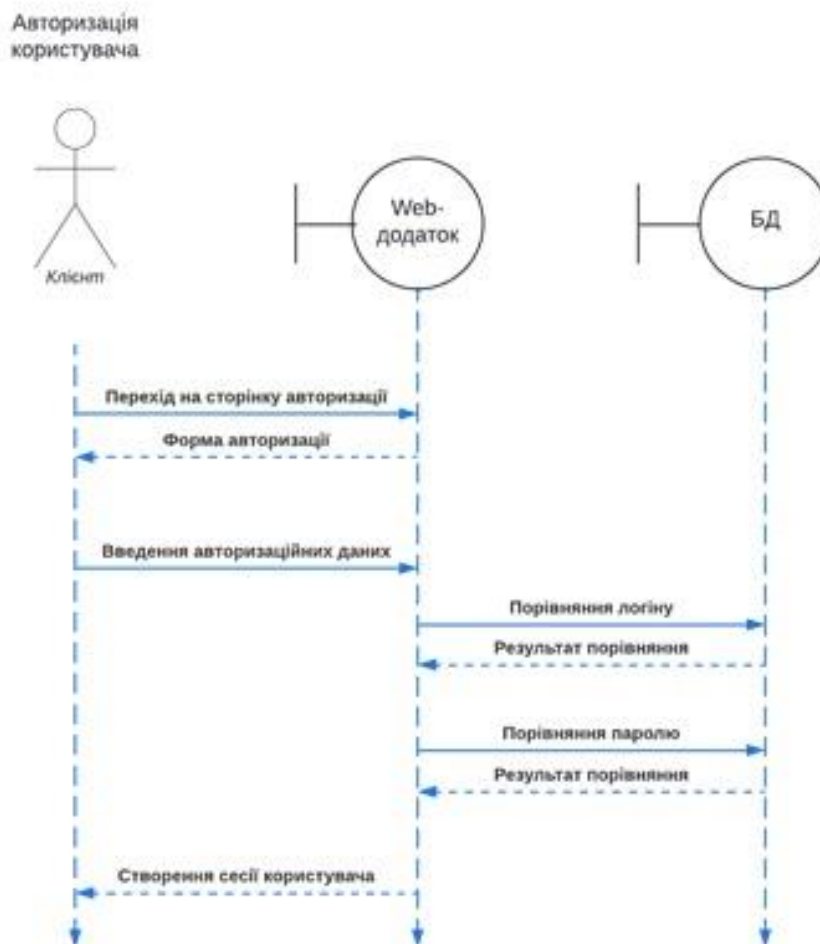 Авторизація
користувача
Web-
додаток
БД
Клієнт
Перехід на сторінку авторизації
Форма авторизації
Введення авторизаційних даних
Порівняння логіну
Результат порівняння
Порівняння паролю
Результат порівняння
Створення сесії користувача